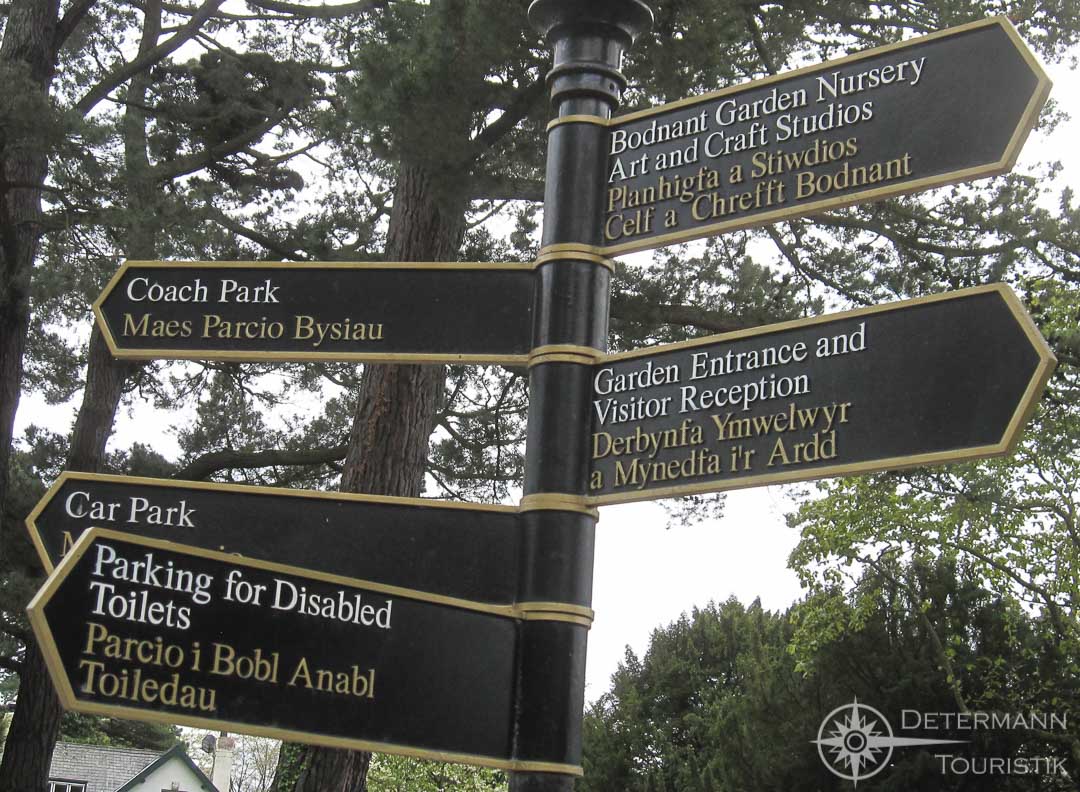 Bodnant Garden Nursery
Art and Craft Studios
Planhigfa a Stiwdios
Celf a Chrefft Bodnant
Coach Park
Maes Parcio Bysiau
Garden Entrance and
Visitor Reception
Derbynfa Ymwelwyr
a Mynedfa i'r Ardd
Car Park
Parking for Disabled
Toilets
Parcio i Bobl Anabl
Toiledau
DETERMANN
TOURISTIK